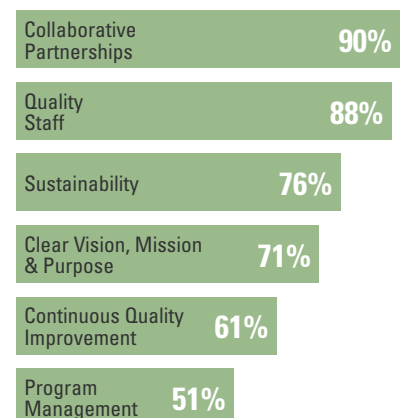 Collaborative
Partnerships
90%
Quality
Staff
88%
Sustainability
76%
Clear Vision, Mission
& Purpose
71%
Continuous Quality
Improvement
61%
Program
Management
51%